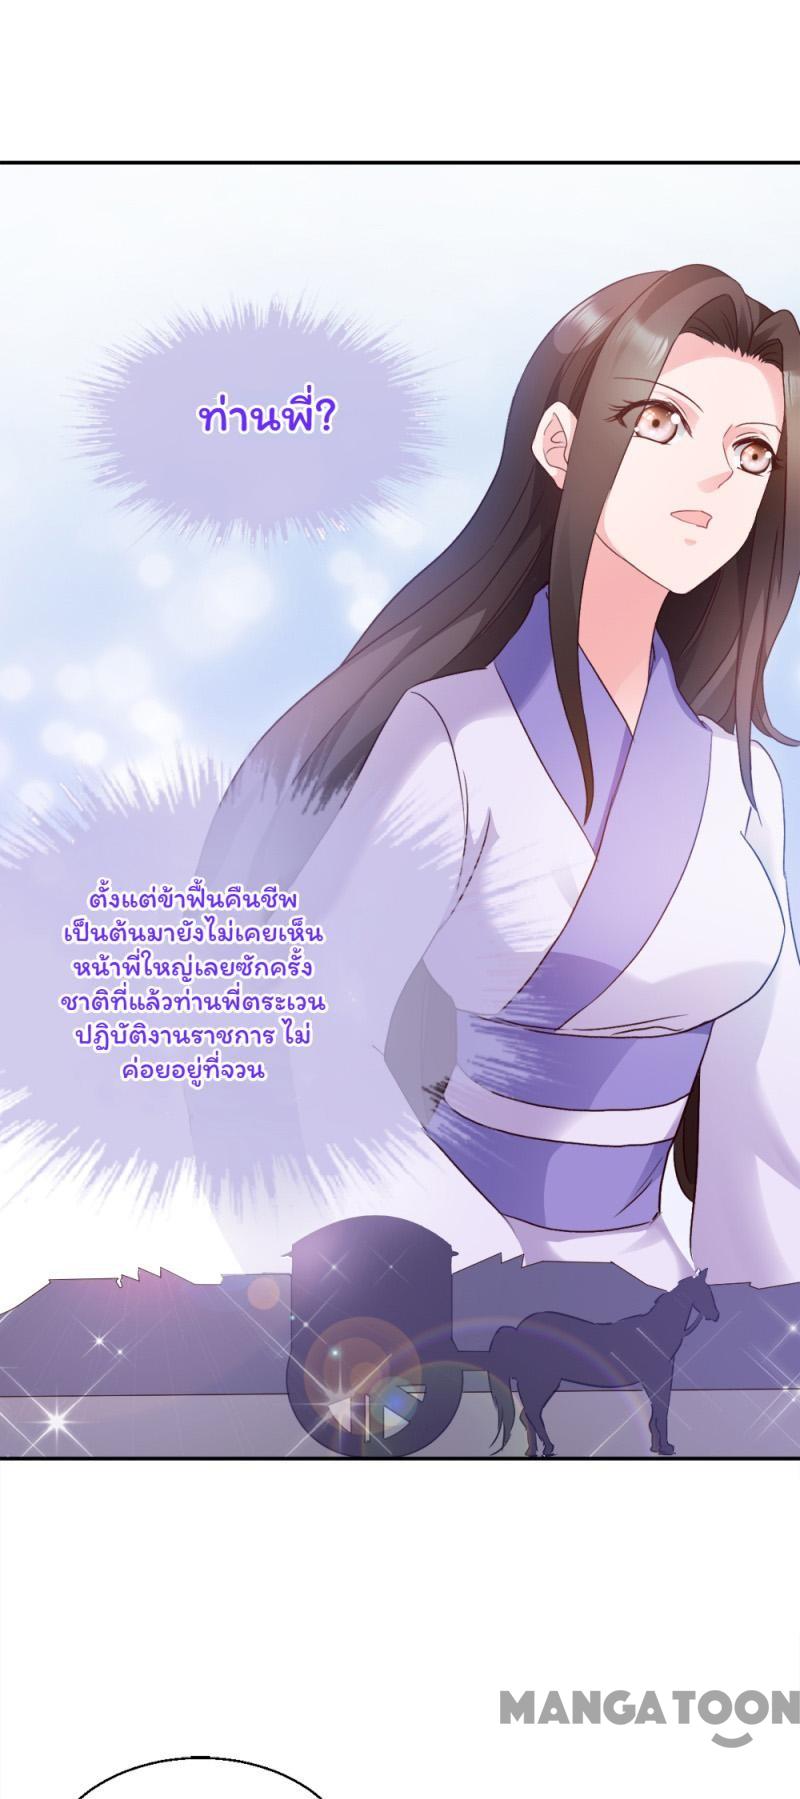 ท่านพี่?
ตั้งแต่ข้าฟื้นคืนชีพ
เป็นต้นมายังไม่เคยเห็น
หน้าพี่ใหญ่เลยซักครั้ง
ชาติที่แล้วท่านพี่ตระเวน
ปฏิบัติงานราชการ ไม่
ค่อยอยู่ที่จวน
MANGATOON